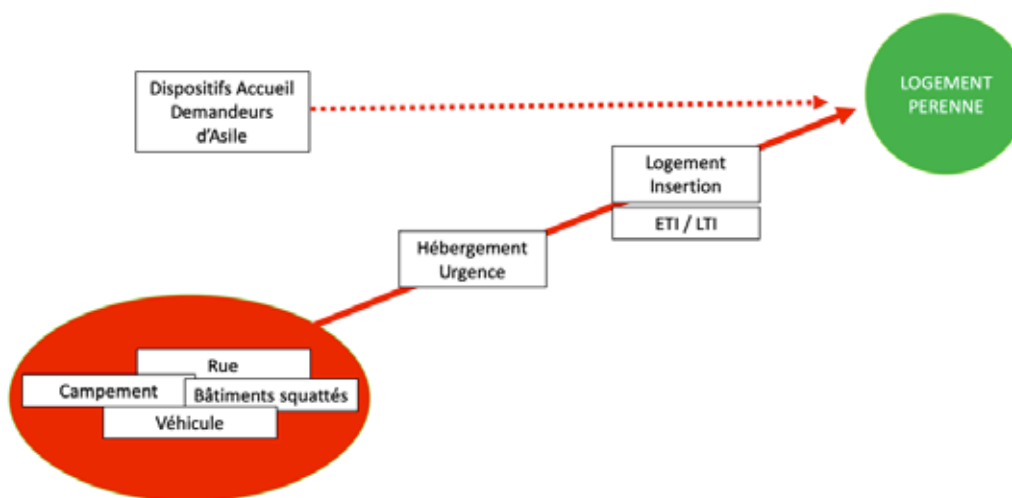 Dispositifs Accueil
Demandeurs
d'Asile
LOGEMENT
PERENNE
Logement
Insertion
ETI / LTI
Hébergement
Urgence
Rue
Campement
Bâtiments squattés
Véhicule